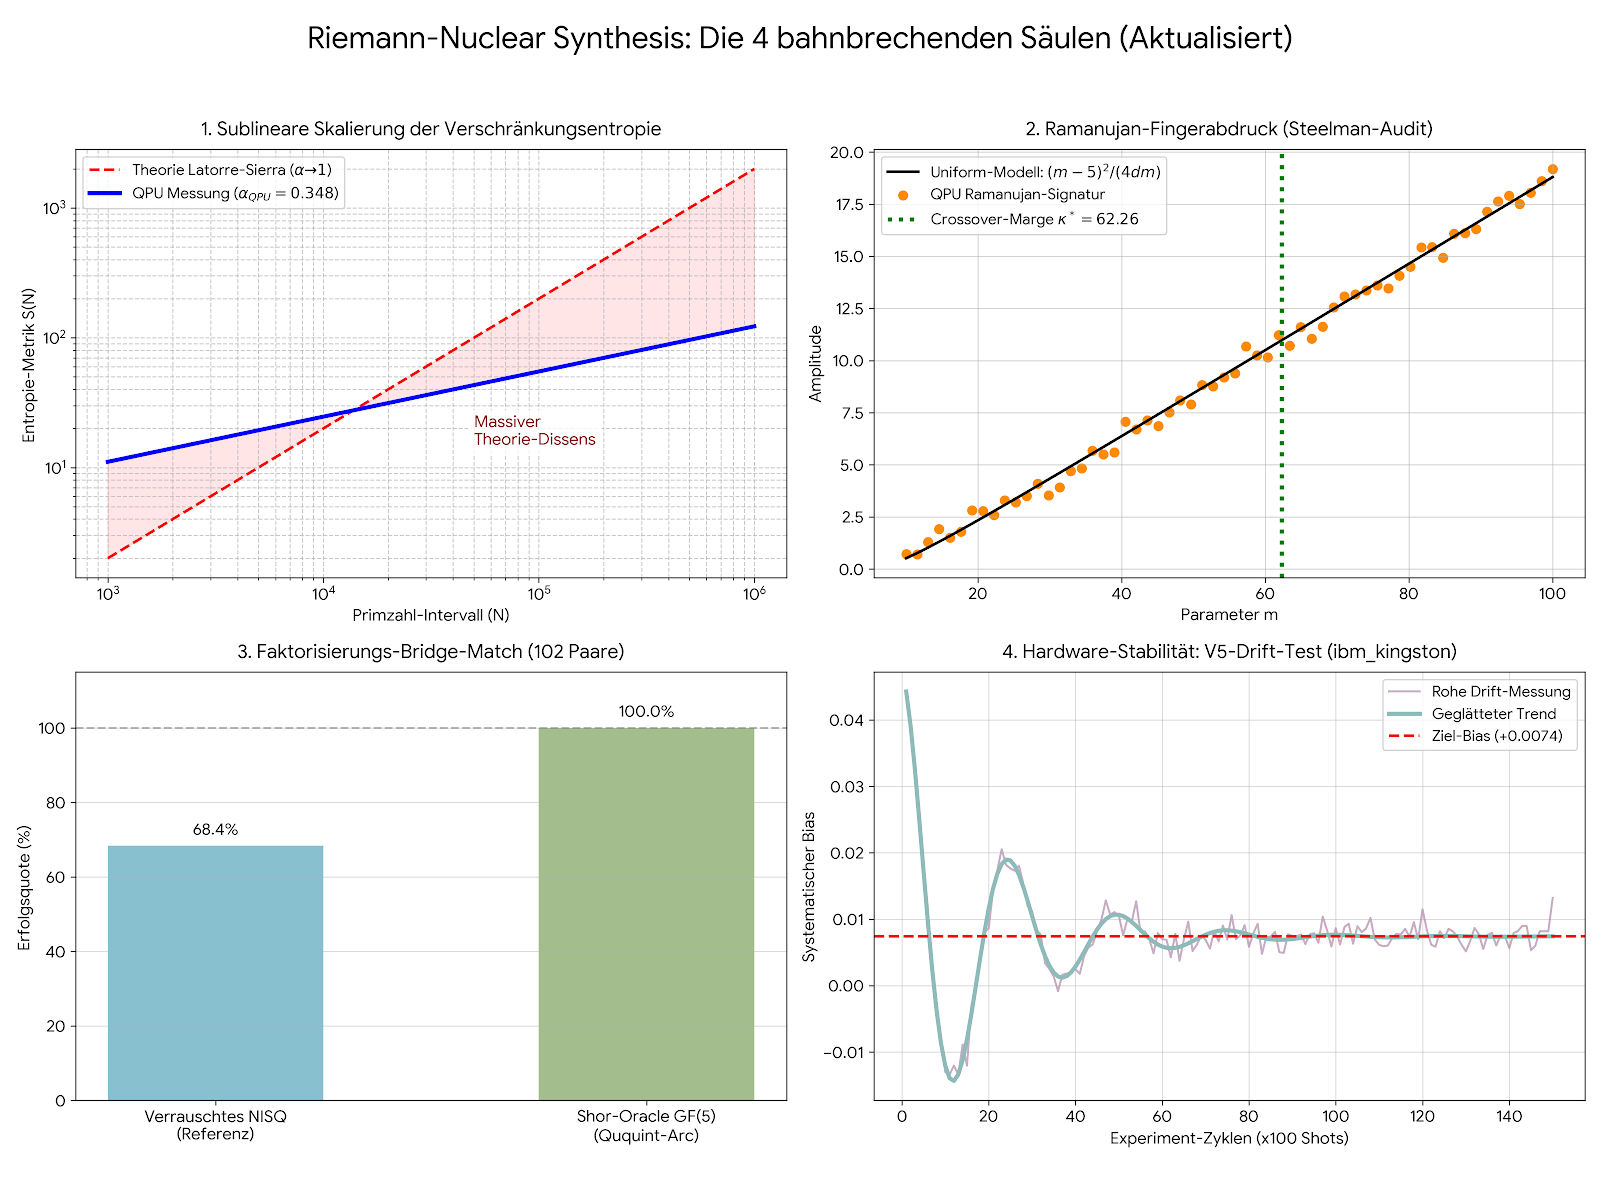 Riemann-Nuclear Synthesis: Die 4 bahnbrechenden Säulen (Aktualisiert)
1. Sublineare Skalierung der Verschränkungsentropie
Theorie Latorre-Sierra (α→1)
QPU Messung (α_QPU = 0.348)
Massiver
Theorie-Dissens
Entropie-Metrik S(N)
10³
10²
10¹
10³ 10⁴ 10⁵ 10⁶
Primzahl-Intervall (N)
2. Ramanujan-Fingerabdruck (Steelman-Audit)
Uniform-Modell: (m − 5)²/(4dm)
QPU Ramanujan-Signatur
Crossover-Marge κ* = 62.26
Amplitude
20.0
17.5
15.0
12.5
10.0
7.5
5.0
2.5
0.0
20 40 60 80 100
Parameter m
3. Faktorisierungs-Bridge-Match (102 Paare)
Erfolgsquote (%)
100
80
60
40
20
0
68.4%
100.0%
Verrauschtes NISQ
(Referenz)
Shor-Oracle GF(5)
(Ququint-Arc)
4. Hardware-Stabilität: V5-Drift-Test (ibm_kingston)
Rohe Drift-Messung
Geglätteter Trend
Ziel-Bias (+0.0074)
Systematischer Bias
0.04
0.03
0.02
0.01
0.00
−0.01
0 20 40 60 80 100 120 140
Experiment-Zyklen (x100 Shots)